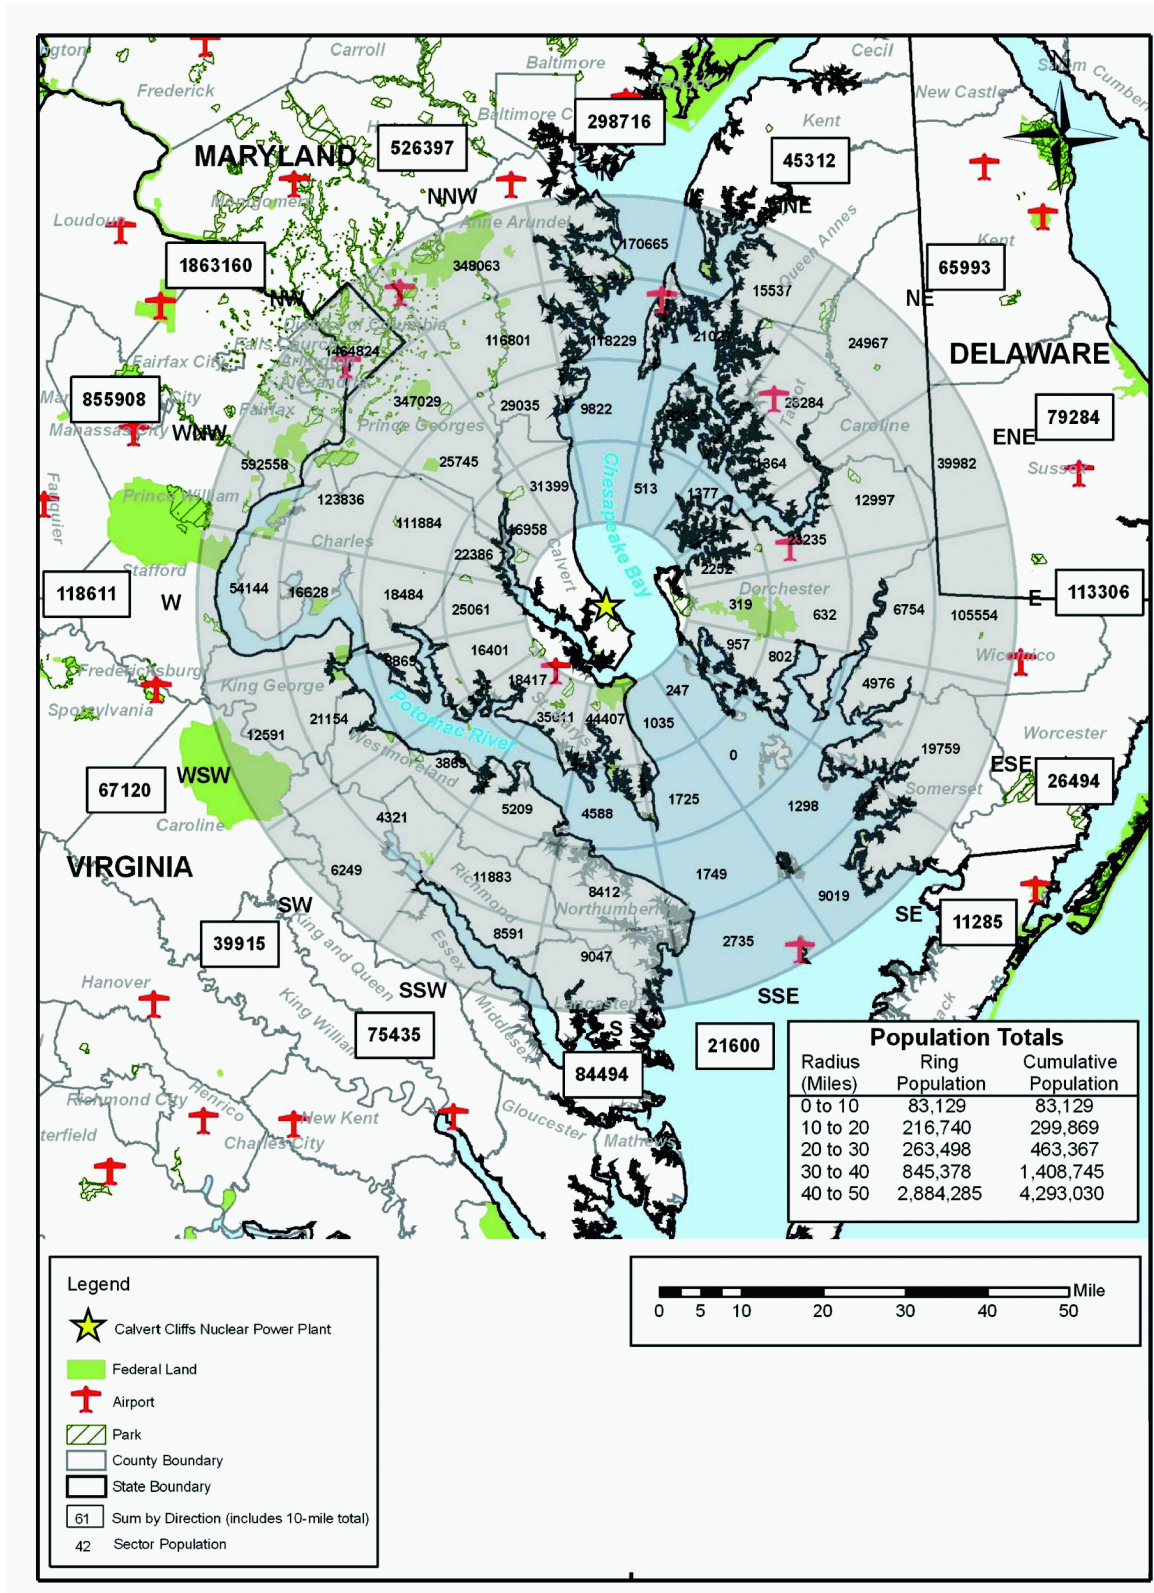 Carroll
Cecil
Baltimore
Frederick
New Castle
Baltimore C
298716
Kent
526397
45312
MARYLAND
N
NNW
NNE
Montgomery
Loudoun
Anne Arundel
Kent
Queen Annes
170665
1863160
348063
65993
NW
15537
NE
District of Columbia
116801
118229
24967
Fairfax City
1464824
DELAWARE
Alexandria
28284
855908
347029
29035
9822
79284
Fairfax
Talbot
Manassas City
WNW
Prince Georges
Caroline
ENE
592558
25745
39982
Sussex
Fauquier
Prince William
31399
513
1377
12997
123836
Chesapeake Bay
111884
16958
Charles
23235
22386
Calvert
Stafford
2252
118611
54144
16628
18484
Dorchester
113306
W
25061
319
632
6754
105554
E
16401
957
802
Wicomico
Fredericksburg
King George
18417
247
4976
Spotsylvania
21154
Potomac River
44407
1035
12591
Westmoreland
0
19759
Worcester
WSW
ESE
67120
3869
26494
Somerset
5209
4588
1725
1298
Caroline
4321
VIRGINIA
6249
11883
1749
Richmond
8412
9019
SW
Northumberl
SE
11285
39915
King and Queen
8591
2735
Essex
9047
Hanover
SSW
SSE
King William
Middlesex
Lancaster
S
75435
21600
84494
Richmond City
Henrico
New Kent
Gloucester
terfield
Charles City
Mathews
Population Totals
Radius Ring Cumulative
(Miles) Population Population
0 to 10 83,129 83,129
10 to 20 216,740 299,869
20 to 30 263,498 463,367
30 to 40 845,378 1,408,745
40 to 50 2,884,285 4,293,030
Legend
Calvert Cliffs Nuclear Power Plant
Federal Land
Airport
Park
County Boundary
State Boundary
61 Sum by Direction (includes 10-mile total)
42 Sector Population
Mile
0 5 10 20 30 40 50